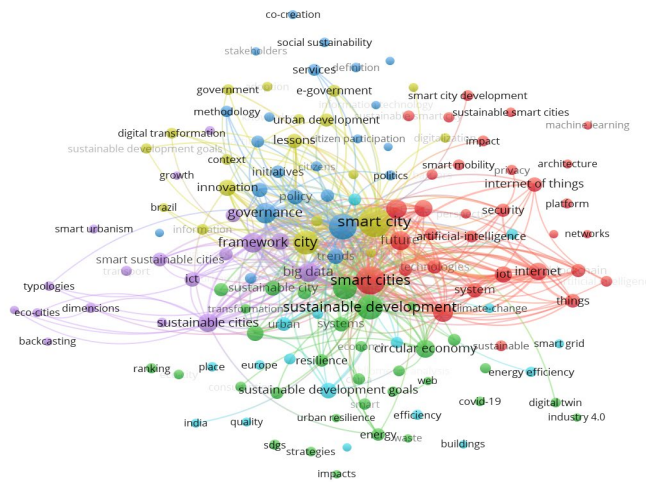 co-creation
social sustainability
stakeholders
services
definition
government
e-government
smart city development
methodology
sustainable smart cities
urban development
machine learning
digital transformation
lessons
citizen participation
digitalization
impact
sustainable development goals
context
citizens
smart mobility
privacy
architecture
growth
initiatives
politics
internet of things
innovation
policy
brazil
governance
security
platform
smart city
smart urbanism
information
framework
city
future
artificial-intelligence
networks
smart sustainable cities
trends
transport
big data
technologies
ict
smart cities
iot
internet
typologies
sustainable city
system
things
eco-cities
dimensions
transformation
sustainable development
climate change
sustainable cities
urban
systems
backcasting
circular economy
sustainable
smart grid
ranking
place
europe
resilience
energy efficiency
sustainable development goals
web
smart
covid-19
digital twin
india
quality
urban resilience
efficiency
industry 4.0
energy
waste
sdgs
strategies
buildings
impacts